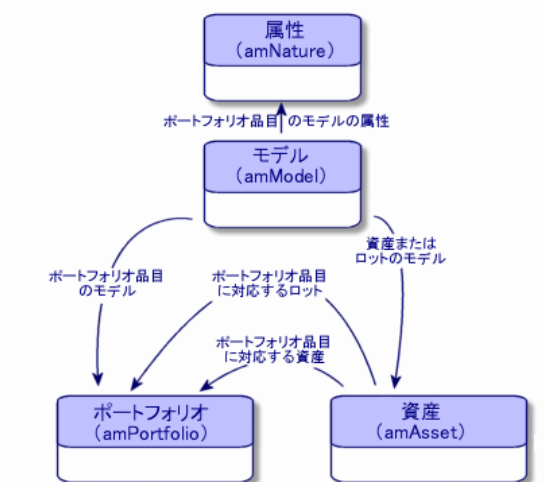 属性
(amNature)
ポートフォリオ品目 のモデルの属性
モデル
(amModel)
資産または
ロットのモデル
ポートフォリオ品目
のモデル
ポートフォリオ品目
に対応するロット
ポートフォリオ品目
に対応する資産
ポートフォリオ
(amPortfolio)
資産
(amAsset)